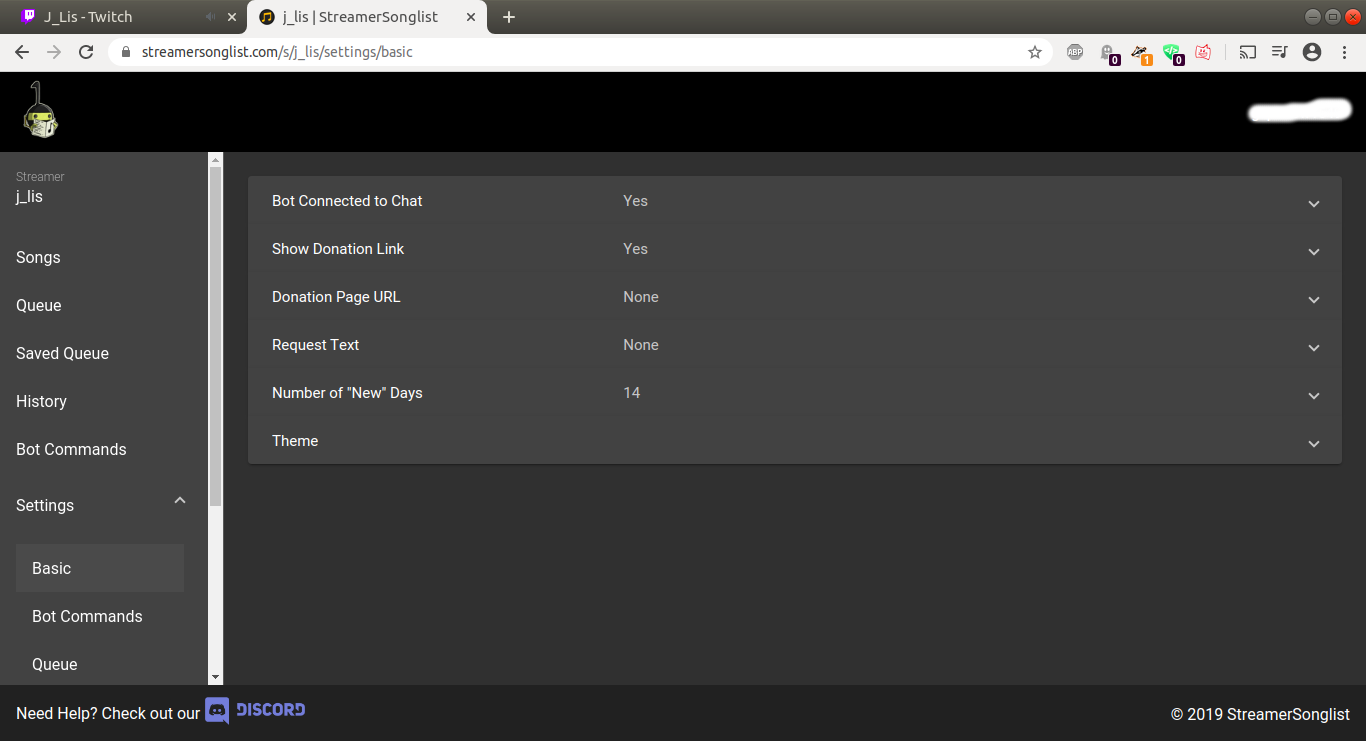 J_Lis - Twitch
j_lis | StreamerSonglist
streamersonglist.com/s/j_lis/settings/basic
ABP
0
1
0
Streamer
j_lis
Songs
Queue
Saved Queue
History
Bot Commands
Settings
Basic
Bot Commands
Queue
Bot Connected to Chat Yes
Show Donation Link Yes
Donation Page URL None
Request Text None
Number of "New" Days 14
Theme
Need Help? Check out our DISCORD
© 2019 StreamerSonglist